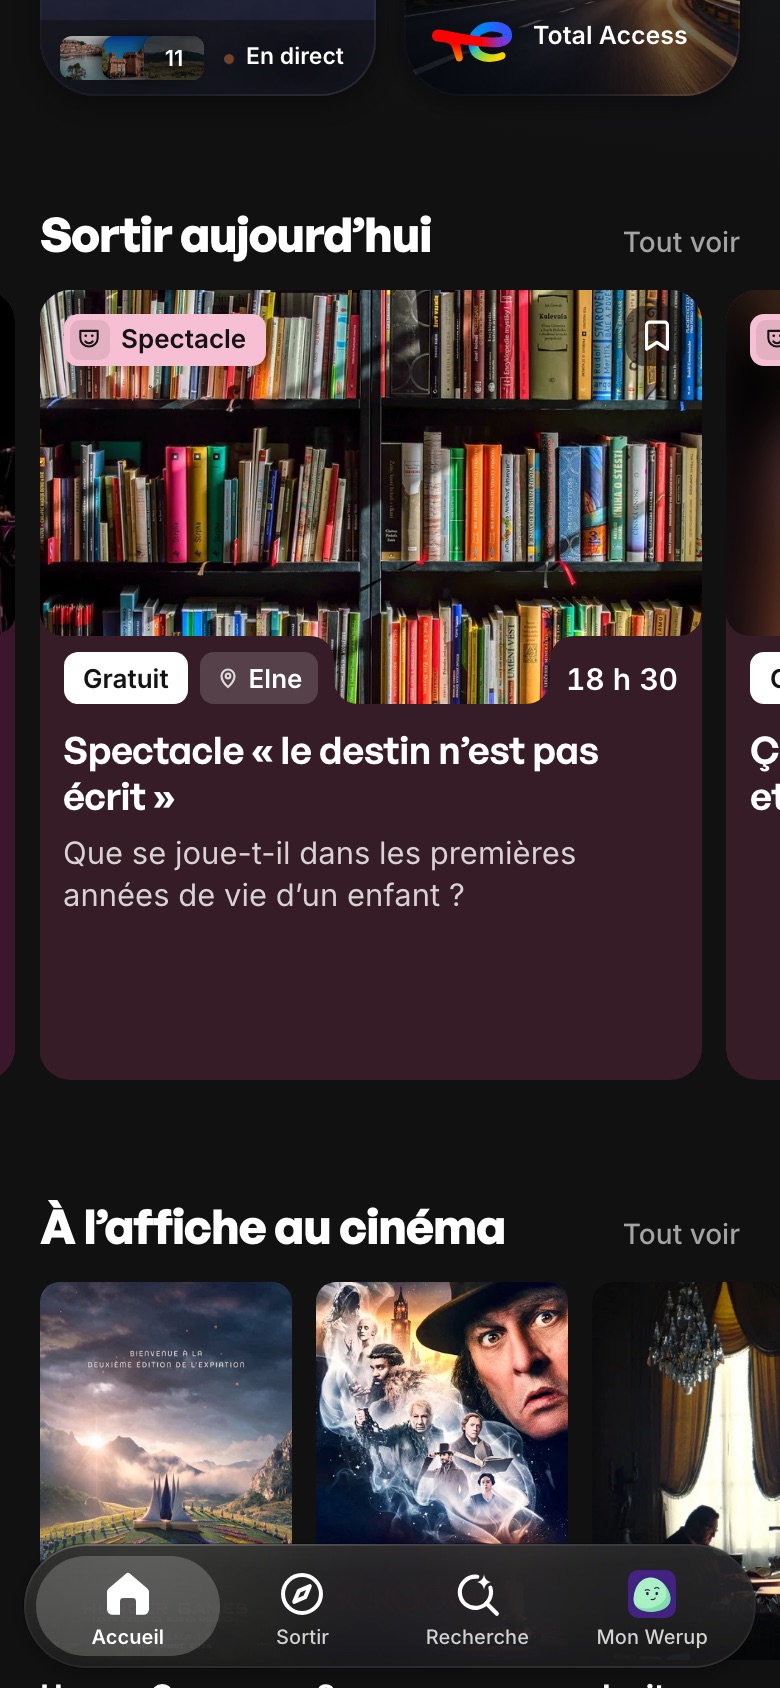 11
En direct
Total Access
Sortir aujourd’hui
Tout voir
Spectacle
Kalevala
Gratuit
Elne
18 h 30
Spectacle « le destin n’est pas
écrit »
Que se joue-t-il dans les premières
années de vie d’un enfant ?
À l’affiche au cinéma
Tout voir
BIENVENUE À LA
DEUXIÈME ÉDITION DE L'EXPIATION
Accueil
Sortir
Recherche
Mon Werup